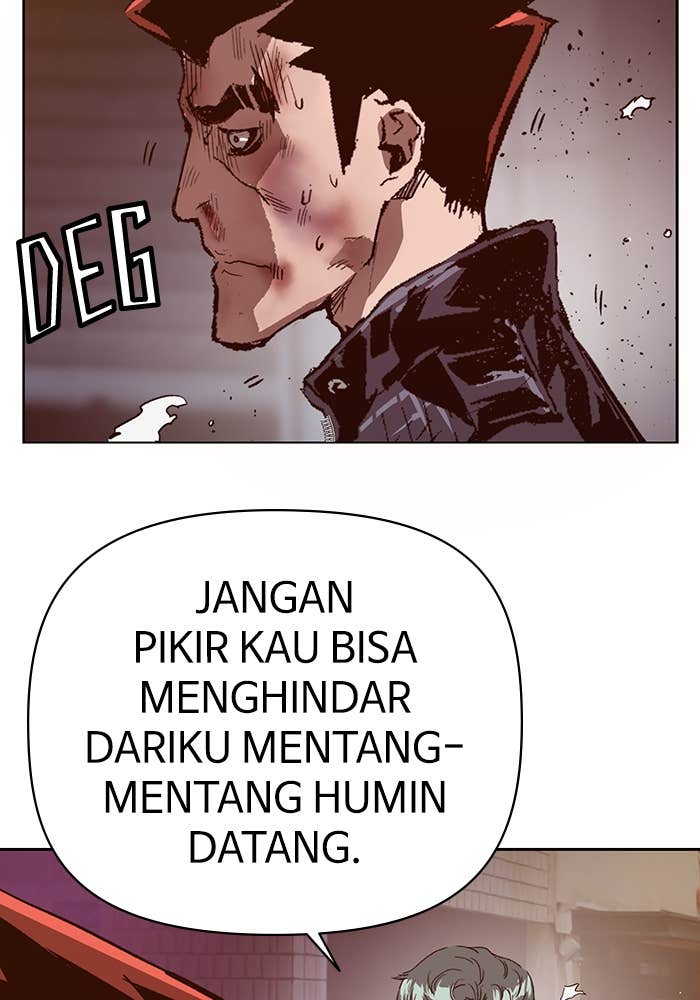 DEG
JANGAN
PIKIR KAU BISA
MENGHINDAR
DARIKU MENTANG-
MENTANG HUMIN
DATANG.